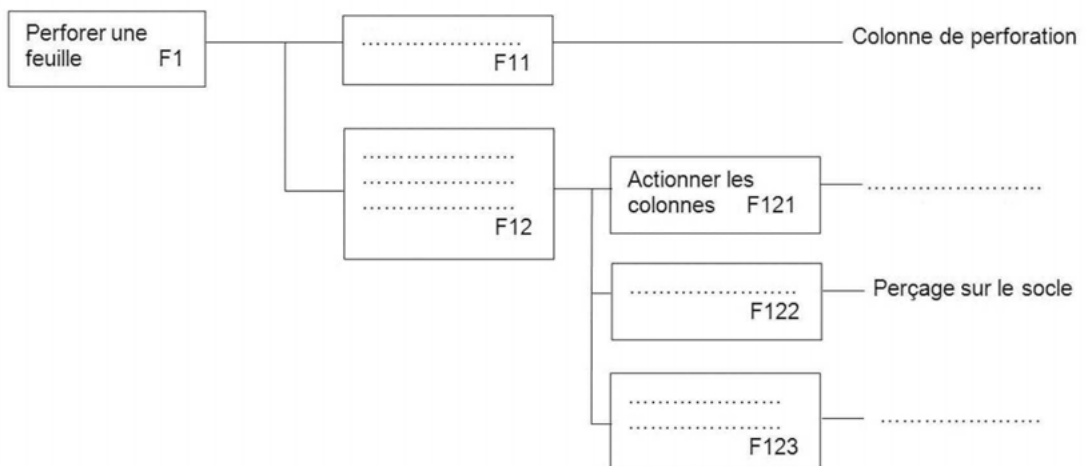 Perforer une
feuille F1
..........................
F11
Colonne de perforation
.........................
.........................
.........................
F12
Actionner les
colonnes F121
............................
...........................
F122
Perçage sur le socle
.........................
.........................
F123
..........................